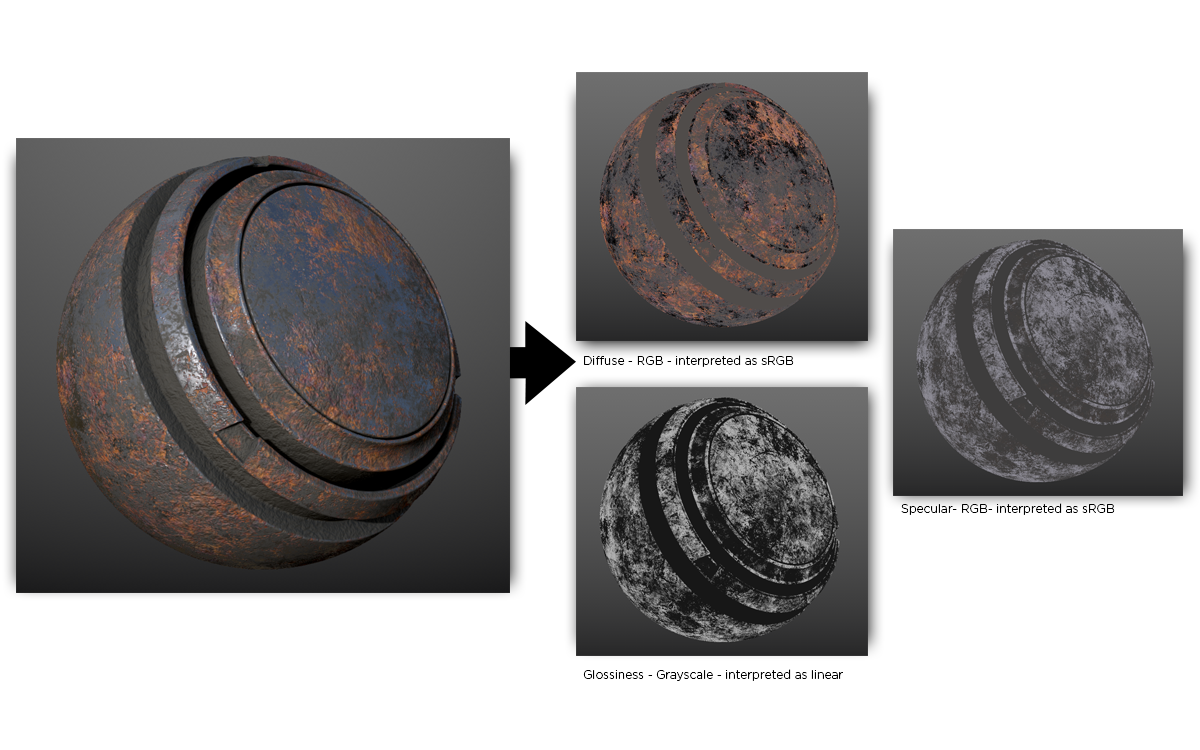 Diffuse - RGB - interpreted as sRGB
Specular- RGB- interpreted as sRGB
Glossiness - Grayscale - interpreted as linear